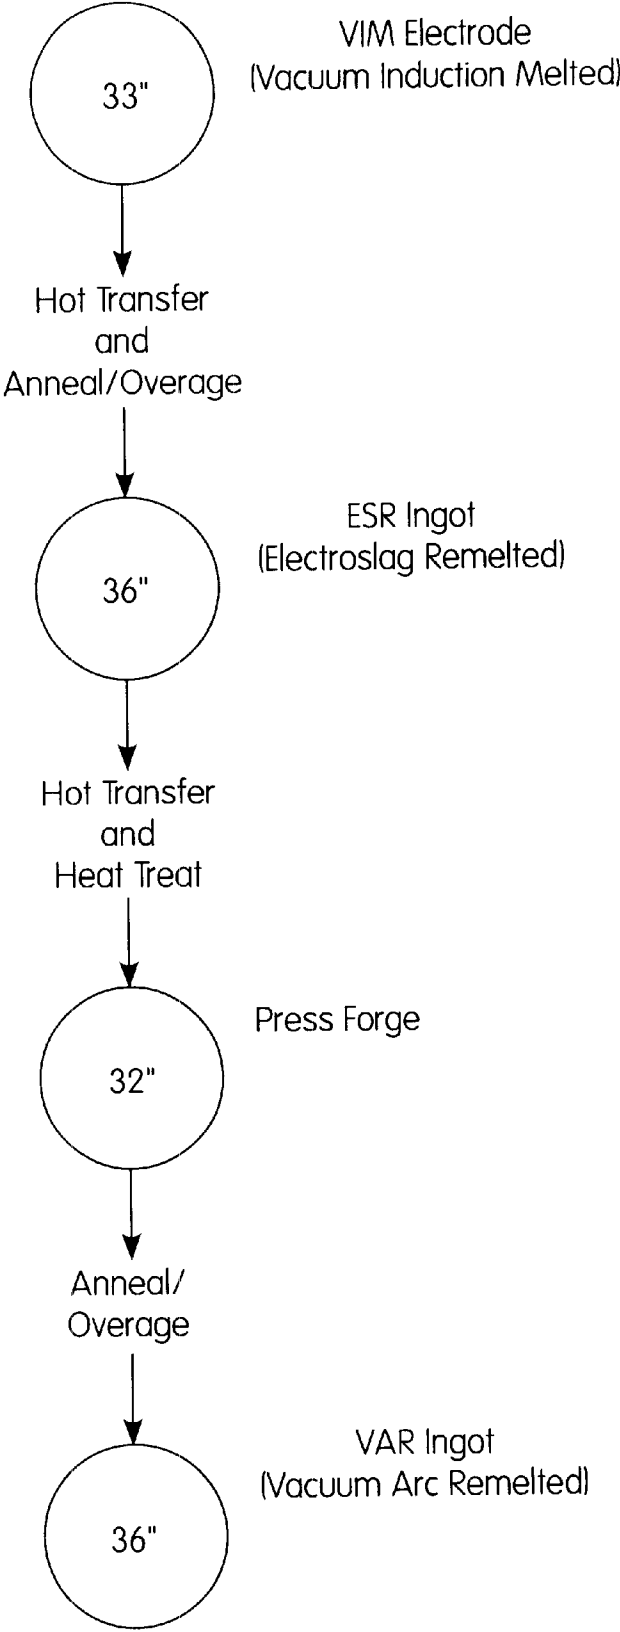 VIM Electrode
(Vacuum Induction Melted)
33"
Hot Transfer
and
Anneal/Overage
ESR Ingot
(Electroslag Remelted)
36"
Hot Transfer
and
Heat Treat
Press Forge
32"
Anneal/
Overage
VAR Ingot
(Vacuum Arc Remelted)
36"